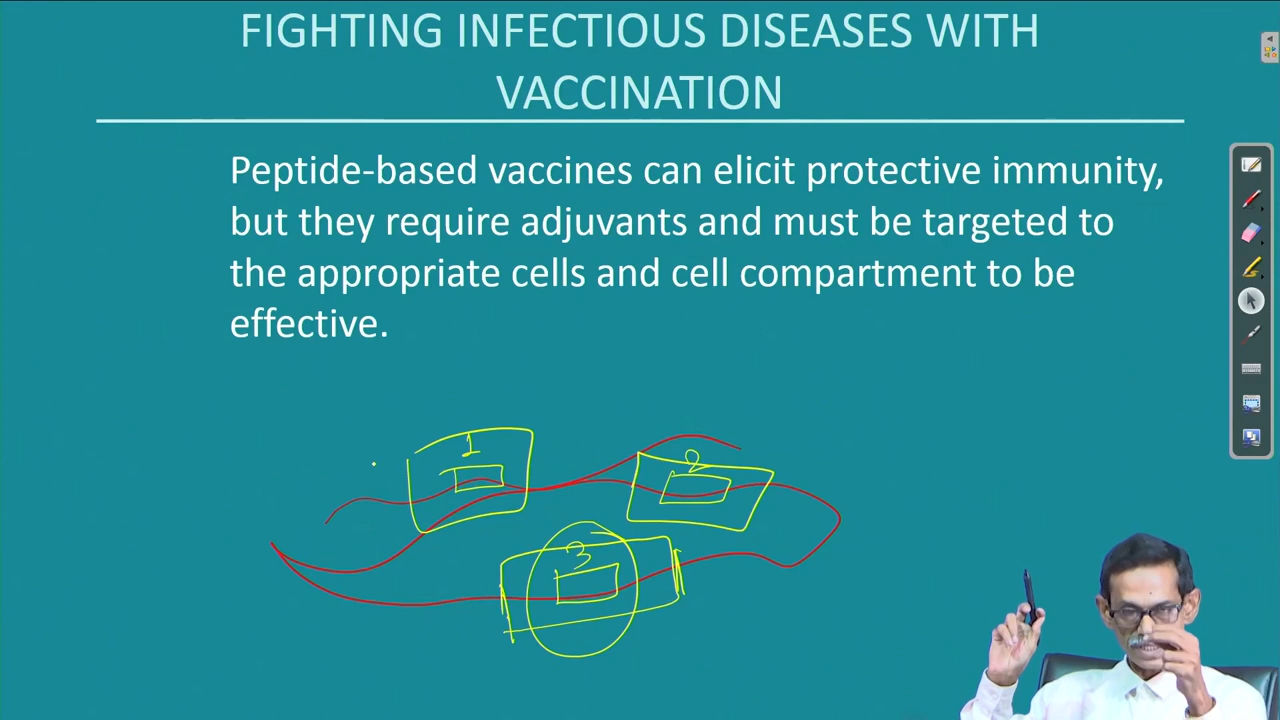 FIGHTING INFECTIOUS DISEASES WITH
VACCINATION
Peptide-based vaccines can elicit protective immunity,
but they require adjuvants and must be targeted to
the appropriate cells and cell compartment to be
effective.
1
2
3